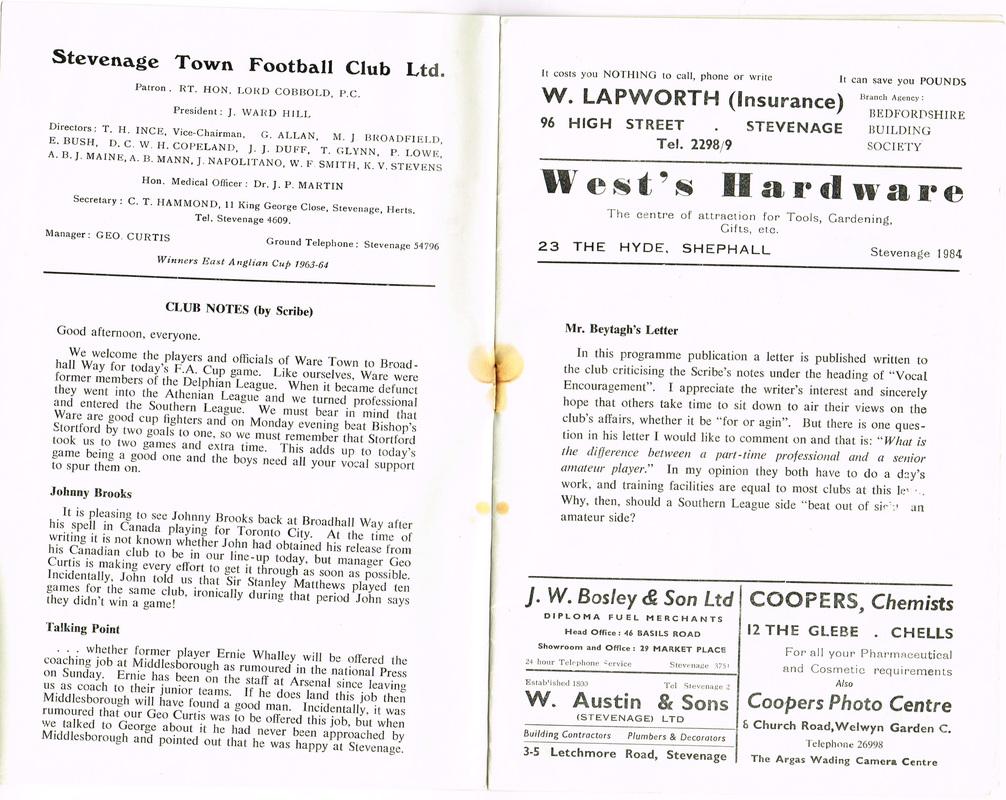 Stevenage Town Football Club Ltd.
Patron, RT. HON. LORD COBBOLD, P.C.
President: J. WARD HILL
Directors: T. H. INCE, Vice-Chairman, G. ALLAN, M. J BROADFIELD,
E. BUSH, D. C. W. H. COPELAND, J. J. DUFF, T. GLYNN, P. LOWE,
A. B. J. MAINE, A. B. MANN, J. NAPOLITANO, W. F. SMITH, K. V. STEVENS
Hon. Medical Officer: Dr. J. P. MARTIN
Secretary: C. T. HAMMOND, 11 King George Close, Stevenage, Herts.
Tel. Stevenage 4609.
Manager: GEO. CURTIS Ground Telephone: Stevenage 54796
Winners East Anglian Cup 1963-64
CLUB NOTES (by Scribe)
Good afternoon, everyone.
We welcome the players and officials of Ware Town to Broad-
hall Way for today's F.A. Cup game. Like ourselves, Ware were
former members of the Delphian League. When it became defunct
they went into the Athenian League and we turned professional
and entered the Southern League. We must bear in mind that
Ware are good cup fighters and on Monday evening beat Bishop's
Stortford by two goals to one, so we must remember that Stortford
took us to two games and extra time. This adds up to today's
game being a good one and the boys need all your vocal support
to spur them on.
Johnny Brooks
It is pleasing to see Johnny Brooks back at Broadhall Way after
his spell in Canada playing for Toronto City. At the time of
writing it is not known whether John had obtained his release from
his Canadian club to be in our line-up today, but manager Geo
Curtis is making every effort to get it through as soon as possible.
Incidentally, John told us that Sir Stanley Matthews played ten
games for the same club, ironically during that period John says
they didn't win a game!
Talking Point
. . . whether former player Ernie Whalley will be offered the
coaching job at Middlesborough as rumoured in the national Press
on Sunday. Ernie has been on the staff at Arsenal since leaving
us as coach to their junior teams. If he does land this job then
Middlesborough will have found a good man. Incidentally, it was
rumoured that our Geo Curtis was to be offered this job, but when
we talked to George about it he had never been approached by
Middlesborough and pointed out that he was happy at Stevenage.
It costs you NOTHING to call, phone or write It can save you POUNDS
W. LAPWORTH (Insurance)
96 HIGH STREET . STEVENAGE
Tel. 2298/9
Branch Agency:
BEDFORDSHIRE
BUILDING
SOCIETY
West's Hardware
The centre of attraction for Tools, Gardening,
Gifts, etc.
23 THE HYDE, SHEPHALL Stevenage 1984
Mr. Beytagh's Letter
In this programme publication a letter is published written to
the club criticising the Scribe's notes under the heading of "Vocal
Encouragement". I appreciate the writer's interest and sincerely
hope that others take time to sit down to air their views on the
club's affairs, whether it be "for or agin". But there is one ques-
tion in his letter I would like to comment on and that is: "What is
the difference between a part-time professional and a senior
amateur player." In my opinion they both have to do a day's
work, and training facilities are equal to most clubs at this
Why, then, should a Southern League side "beat out of an
amateur side?
J. W. Bosley & Son Ltd
DIPLOMA FUEL MERCHANTS
Head Office: 46 BASILS ROAD
Showroom and Office: 29 MARKET PLACE
24 hour Telephone Service Stevenage
Established 1800 Tel Stevenage 2
W. Austin & Sons
(STEVENAGE) LTD
Building Contractors Plumbers & Decorators
3-5 Letchmore Road, Stevenage
COOPERS, Chemists
12 THE GLEBE . CHELLS
For all your Pharmaceutical
and Cosmetic requirements
Also
Coopers Photo Centre
6 Church Road, Welwyn Garden C.
Telephone 26998
The Argas Wading Camera Centre